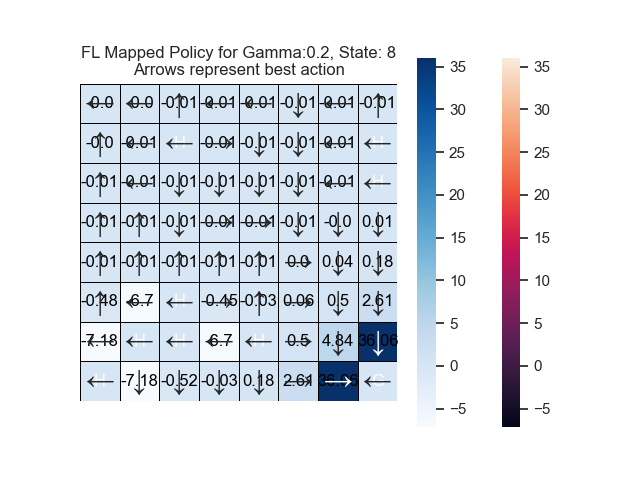 FL Mapped Policy for Gamma:0.2, State: 8
Arrows represent best action
-0.0 -0.0 -0.01 -0.01 -0.01 -0.01 -0.01 -0.01
-0.0 -0.01 H -0.01 -0.01 -0.01 -0.01 H
-0.01 -0.01 -0.01 -0.01 -0.01 -0.01 -0.01 H
-0.01 -0.01 -0.01 -0.01 -0.01 -0.01 -0.0 0.01
-0.01 -0.01 -0.01 -0.01 -0.01 0.0 0.04 0.18
-0.48 -6.7 H -0.45 -0.03 0.06 0.5 2.61
-7.18 H H -6.7 H 0.5 4.84 36.06
H -7.18 -0.52 -0.03 0.18 2.61 G
35
30
25
20
15
10
5
0
−5
35
30
25
20
15
10
5
0
−5